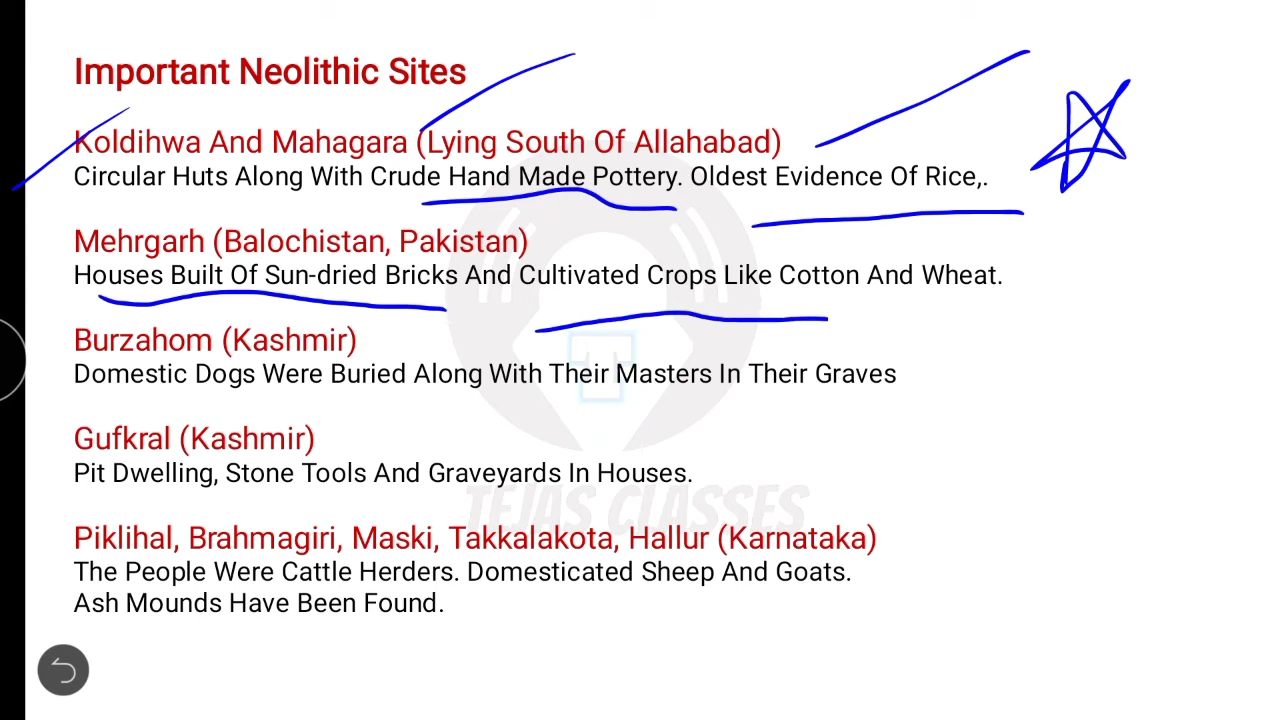 Important Neolithic Sites
Koldihwa And Mahagara (Lying South Of Allahabad)
Circular Huts Along With Crude Hand Made Pottery. Oldest Evidence Of Rice,.
Mehrgarh (Balochistan, Pakistan)
Houses Built Of Sun-dried Bricks And Cultivated Crops Like Cotton And Wheat.
Burzahom (Kashmir)
Domestic Dogs Were Buried Along With Their Masters In Their Graves
Gufkral (Kashmir)
Pit Dwelling, Stone Tools And Graveyards In Houses.
TEJAS CLASSES
Piklihal, Brahmagiri, Maski, Takkalakota, Hallur (Karnataka)
The People Were Cattle Herders. Domesticated Sheep And Goats.
Ash Mounds Have Been Found.